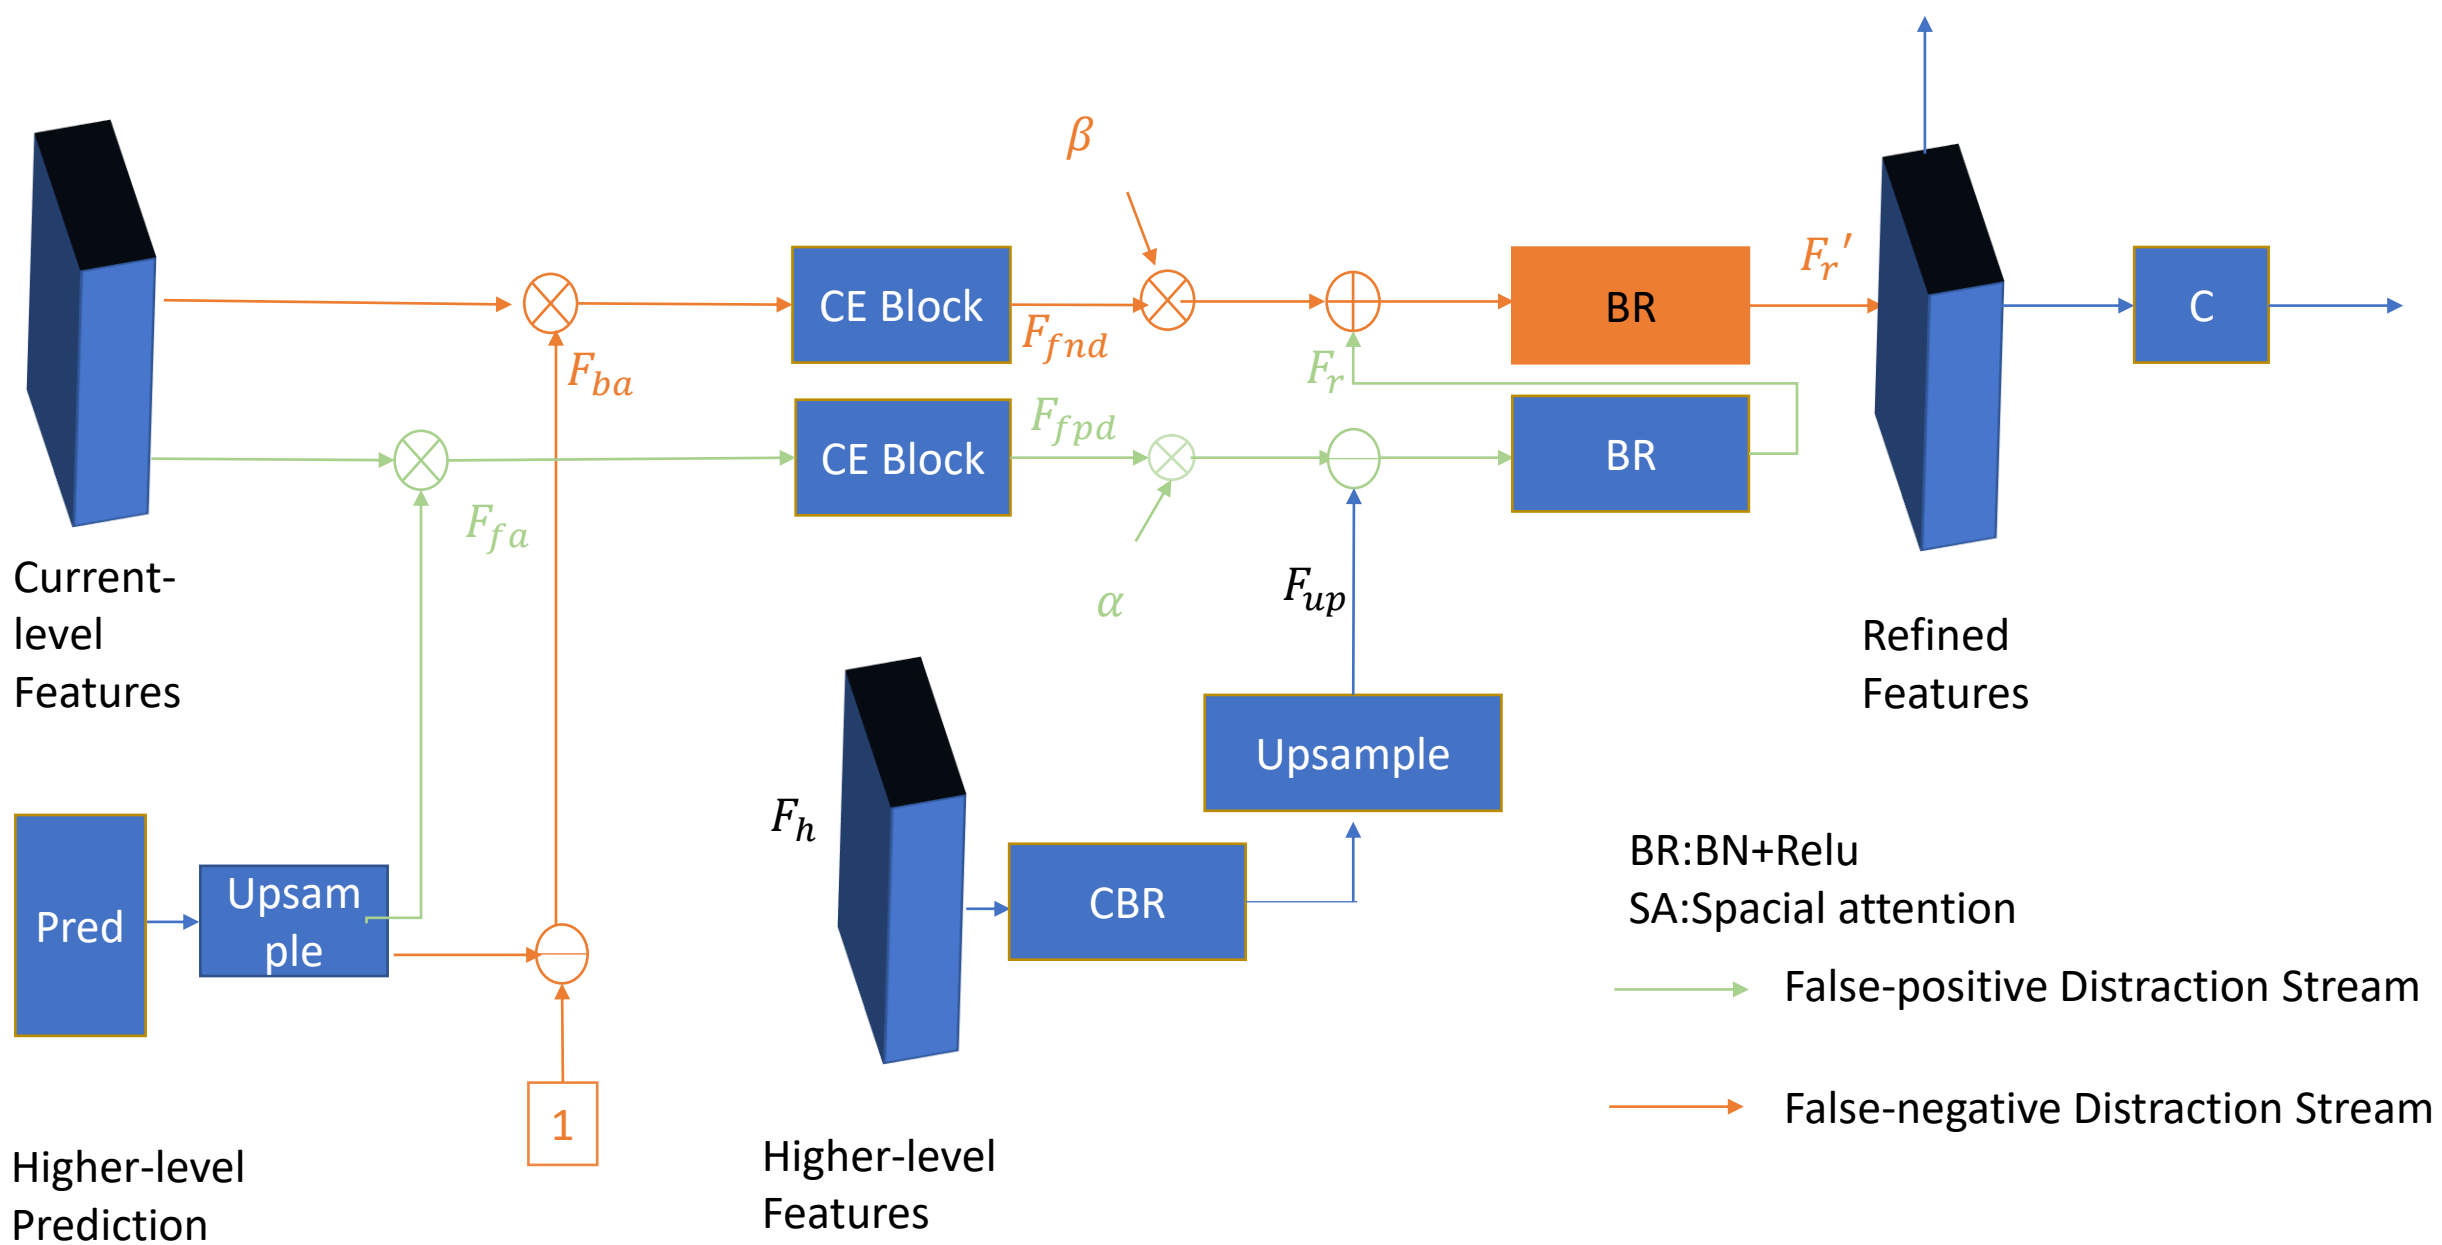 β
CE Block
F_fnd
BR
F_r′
C
F_ba
F_r
CE Block
F_fpd
BR
F_fa
α
F_up
Current-
level
Features
Refined
Features
Upsample
F_h
CBR
Pred
Upsam
ple
BR:BN+Relu
SA:Spacial attention
False-positive Distraction Stream
False-negative Distraction Stream
1
Higher-level
Prediction
Higher-level
Features